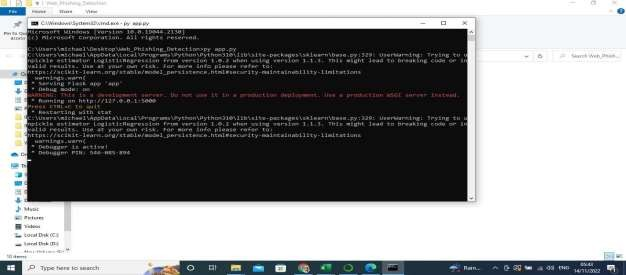 Web_Phishing_Detection
File Home Share View
C:\Windows\System32\cmd.exe - py app.py
Microsoft Windows [Version 10.0.19044.2130]
(c) Microsoft Corporation. All rights reserved.
C:\Users\michael\Desktop\Web_Phishing_Detection>py app.py
C:\Users\michael\AppData\Local\Programs\Python\Python310\lib\site-packages\sklearn\base.py:329: UserWarning: Trying to u
npickle estimator LogisticRegression from version 1.0.2 when using version 1.1.3. This might lead to breaking code or in
valid results. Use at your own risk. For more info please refer to:
https://scikit-learn.org/stable/model_persistence.html#security-maintainability-limitations
warnings.warn(
* Serving Flask app 'app'
* Debug mode: on
WARNING: This is a development server. Do not use it in a production deployment. Use a production WSGI server instead.
* Running on http://127.0.0.1:5000
Press CTRL+C to quit
* Restarting with stat
C:\Users\michael\AppData\Local\Programs\Python\Python310\lib\site-packages\sklearn\base.py:329: UserWarning: Trying to u
npickle estimator LogisticRegression from version 1.0.2 when using version 1.1.3. This might lead to breaking code or in
valid results. Use at your own risk. For more info please refer to:
https://scikit-learn.org/stable/model_persistence.html#security-maintainability-limitations
warnings.warn(
* Debugger is active!
* Debugger PIN: 544-085-894
Search Web_Phishin...
Music
Pictures
Videos
Local Disk (C:)
Local Disk (D:)
10 items
Type here to search
Rain...
ENG
05:43
14/11/2022